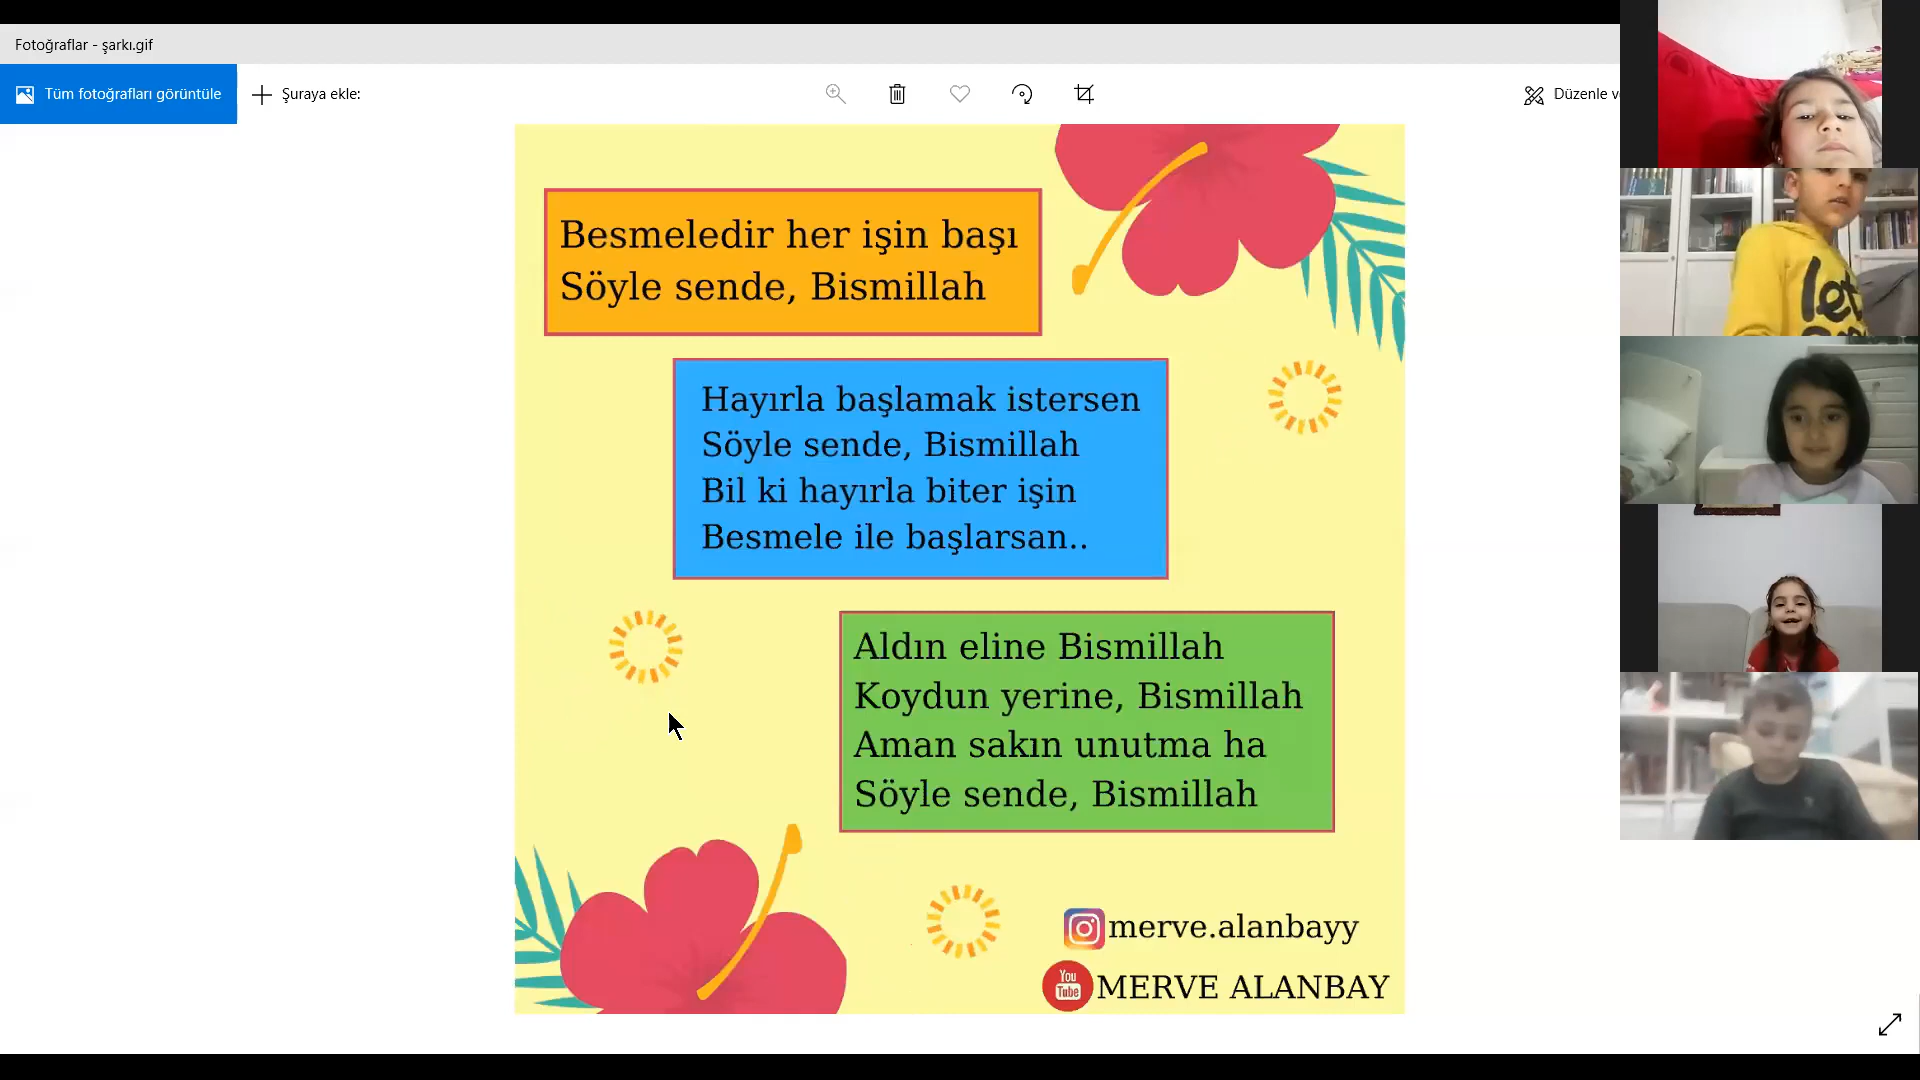 Fotoğraflar - şarkı.gif
Tüm fotoğrafları görüntüle
Şuraya ekle:
Düzenle
Besmeledir her işin başı
Söyle sende, Bismillah
Hayırla başlamak istersen
Söyle sende, Bismillah
Bil ki hayırla biter işin
Besmele ile başlarsan..
Aldın eline Bismillah
Koydun yerine, Bismillah
Aman sakın unutma ha
Söyle sende, Bismillah
merve.alanbayy
You
Tube
MERVE ALANBAY
let